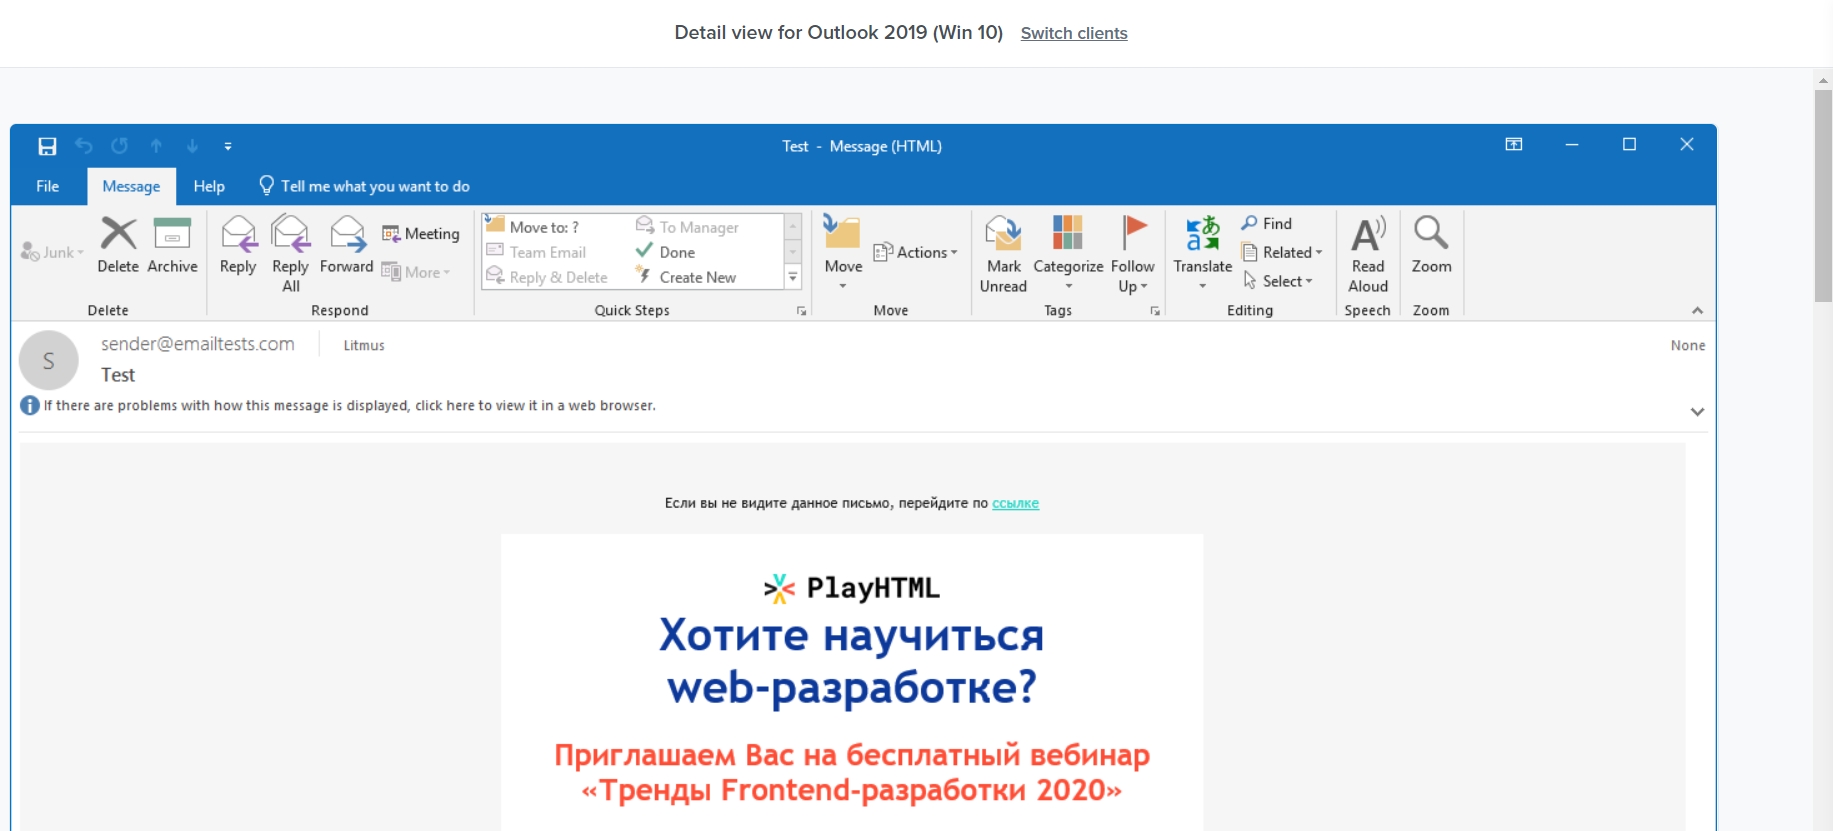 Detail view for Outlook 2019 (Win 10) Switch clients
Test - Message (HTML)
File Message Help Tell me what you want to do
Junk
Delete
Archive
Delete
Reply
Reply All
Forward
Meeting
More
Respond
Move to: ?
Team Email
Reply & Delete
To Manager
Done
Create New
Quick Steps
Move
Actions
Move
Mark Unread
Categorize
Follow Up
Tags
Translate
Find
Related
Select
Editing
Read Aloud
Speech
Zoom
Zoom
S
sender@emailtests.com Litmus None
Test
If there are problems with how this message is displayed, click here to view it in a web browser.
Если вы не видите данное письмо, перейдите по ссылке
PlayHTML
Хотите научиться
web-разработке?
Приглашаем Вас на бесплатный вебинар
«Тренды Frontend-разработки 2020»